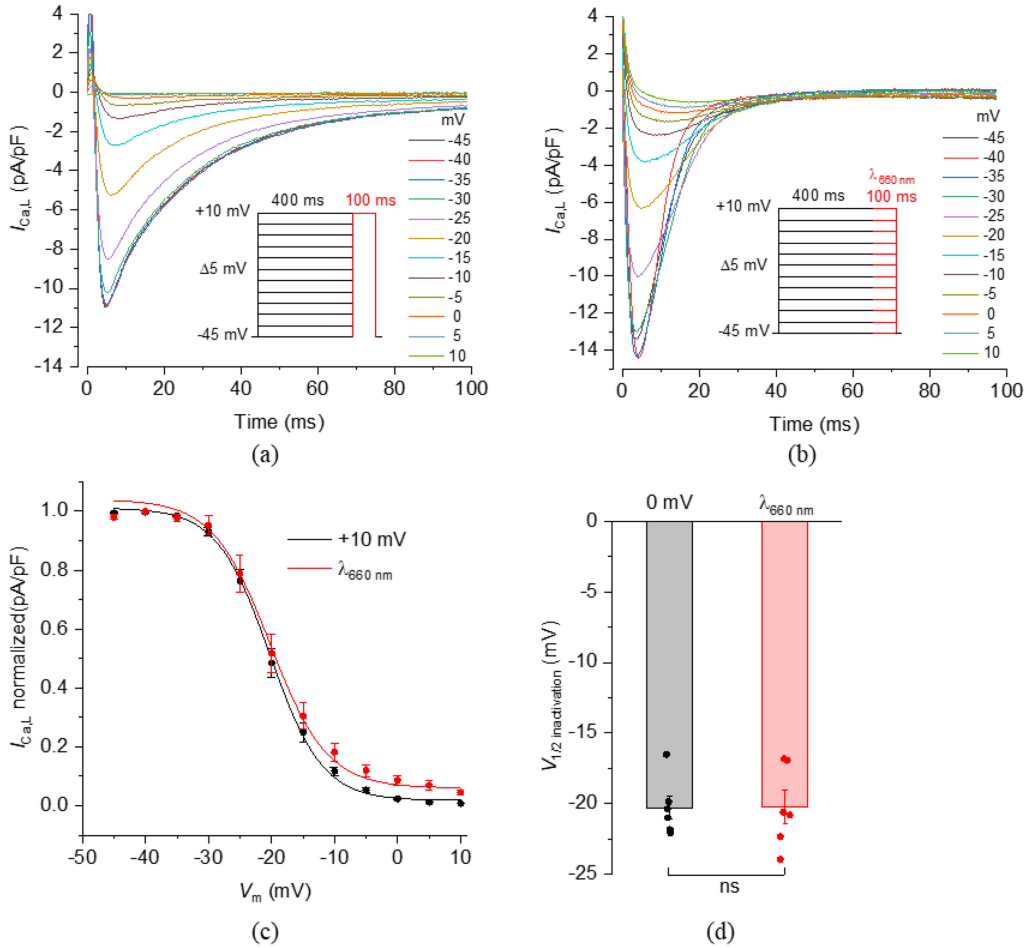 4
2
0
-2
-4
-6
-8
-10
-12
-14
I_Ca,L (pA/pF)
0 20 40 60 80 100
Time (ms)
mV
-45
-40
-35
-30
-25
-20
-15
-10
-5
0
5
10
400 ms 100 ms
+10 mV
Δ5 mV
-45 mV
(a)
4
2
0
-2
-4
-6
-8
-10
-12
-14
I_Ca,L (pA/pF)
0 20 40 60 80 100
Time (ms)
mV
-45
-40
-35
-30
-25
-20
-15
-10
-5
0
5
10
λ660 nm
400 ms 100 ms
+10 mV
Δ5 mV
-45 mV
(b)
1.0
0.8
0.6
0.4
0.2
0.0
I_Ca,L normalized(pA/pF)
-50 -40 -30 -20 -10 0 10
V_m (mV)
+10 mV
λ660 nm
(c)
0 mV λ660 nm
0
-5
-10
-15
-20
-25
V_1/2 inactivation (mV)
ns
(d)